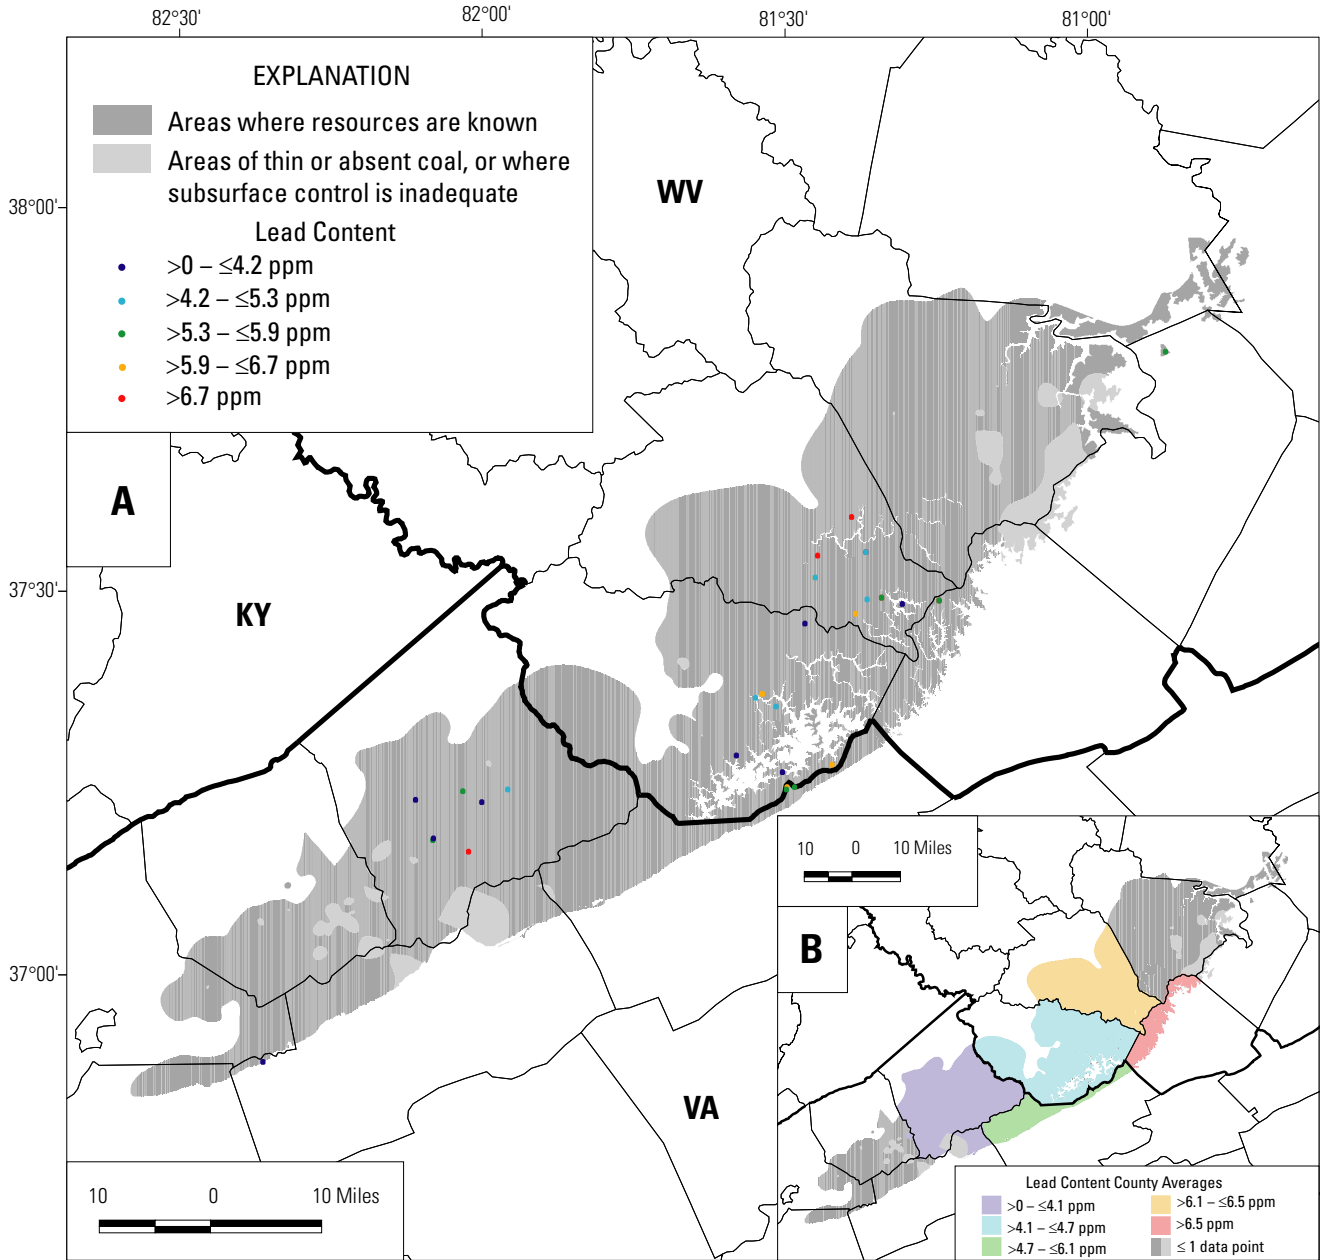 82°30'
82°00'
81°30'
81°00'
EXPLANATION
Areas where resources are known
Areas of thin or absent coal, or where
subsurface control is inadequate
Lead Content
>0 – ≤4.2 ppm
>4.2 – ≤5.3 ppm
>5.3 – ≤5.9 ppm
>5.9 – ≤6.7 ppm
>6.7 ppm
WV
38°00'
A
37°30'
KY
37°00'
VA
10 0 10 Miles
10 0 10 Miles
B
Lead Content County Averages
>0 – ≤4.1 ppm
>4.1 – ≤4.7 ppm
>4.7 – ≤6.1 ppm
>6.1 – ≤6.5 ppm
>6.5 ppm
≤ 1 data point